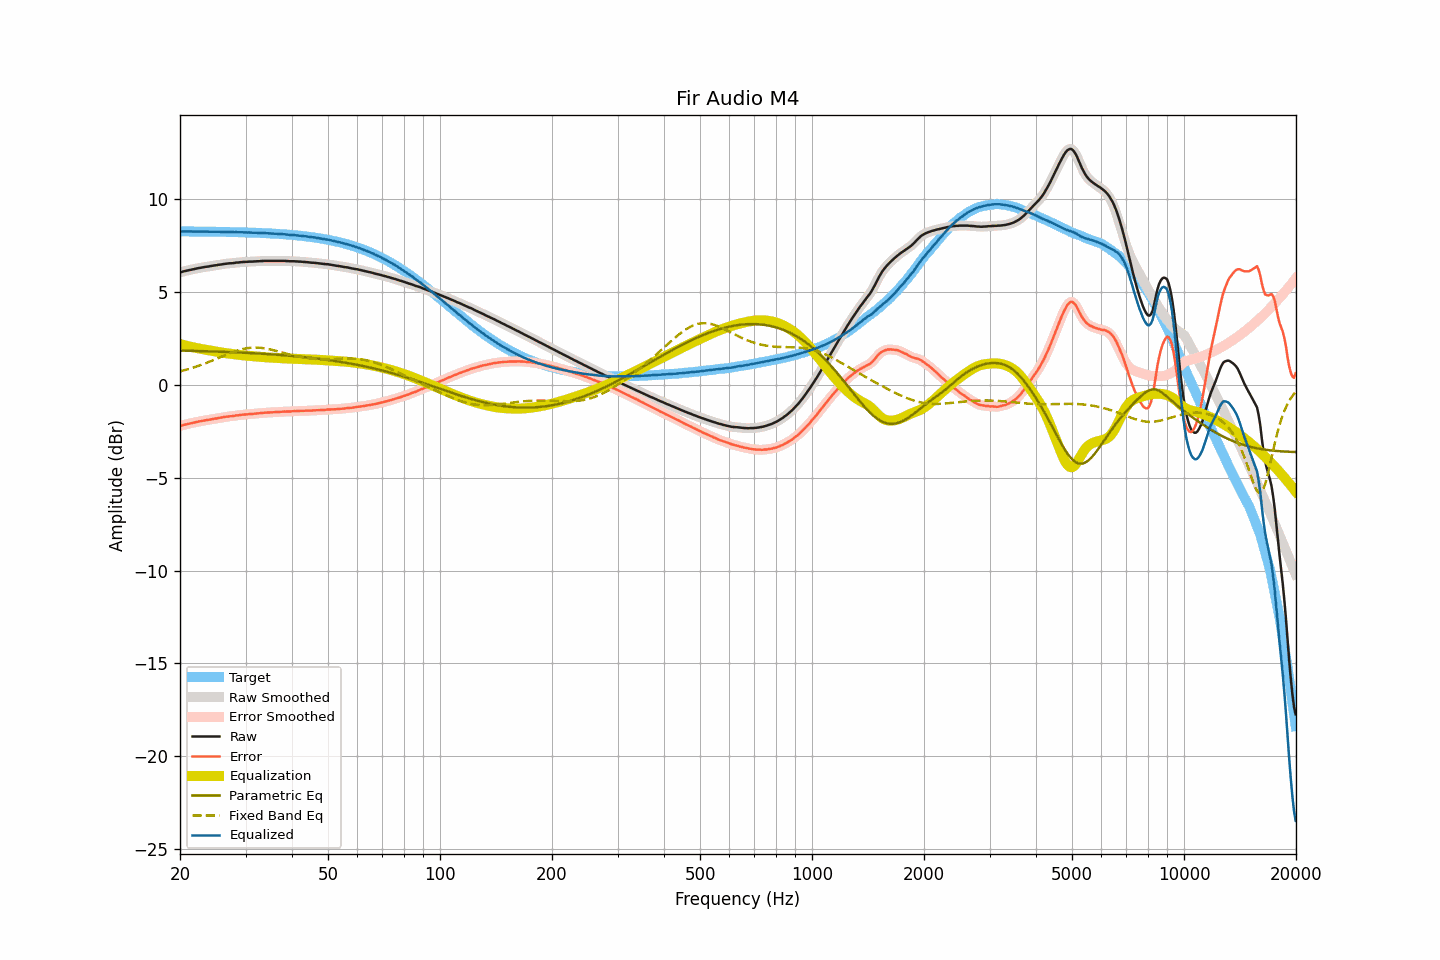 Fir Audio M4
Amplitude (dBr)
10
5
0
−5
−10
−15
−20
−25
Target
Raw Smoothed
Error Smoothed
Raw
Error
Equalization
Parametric Eq
Fixed Band Eq
Equalized
20 50 100 200 500 1000 2000 5000 10000 20000
Frequency (Hz)